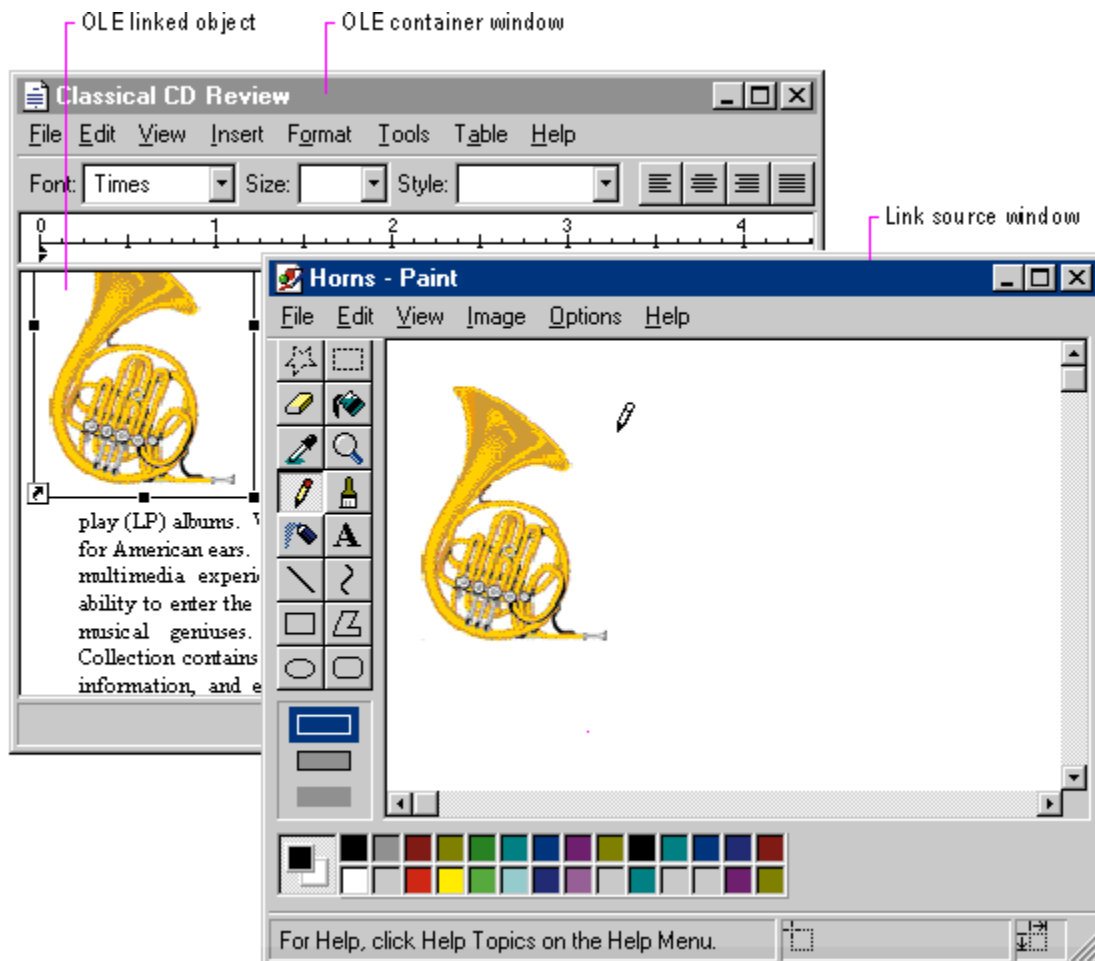 OLE linked object
OLE container window
Classical CD Review
File Edit View Insert Format Tools Table Help
Font: Times Size: Style:
0 1 2 3 4
Link source window
Horns - Paint
File Edit View Image Options Help
A
play (LP) albums.
for American ears.
multimedia
ability to enter the
musical geniuses.
Collection contains
information, and
For Help, click Help Topics on the Help Menu.